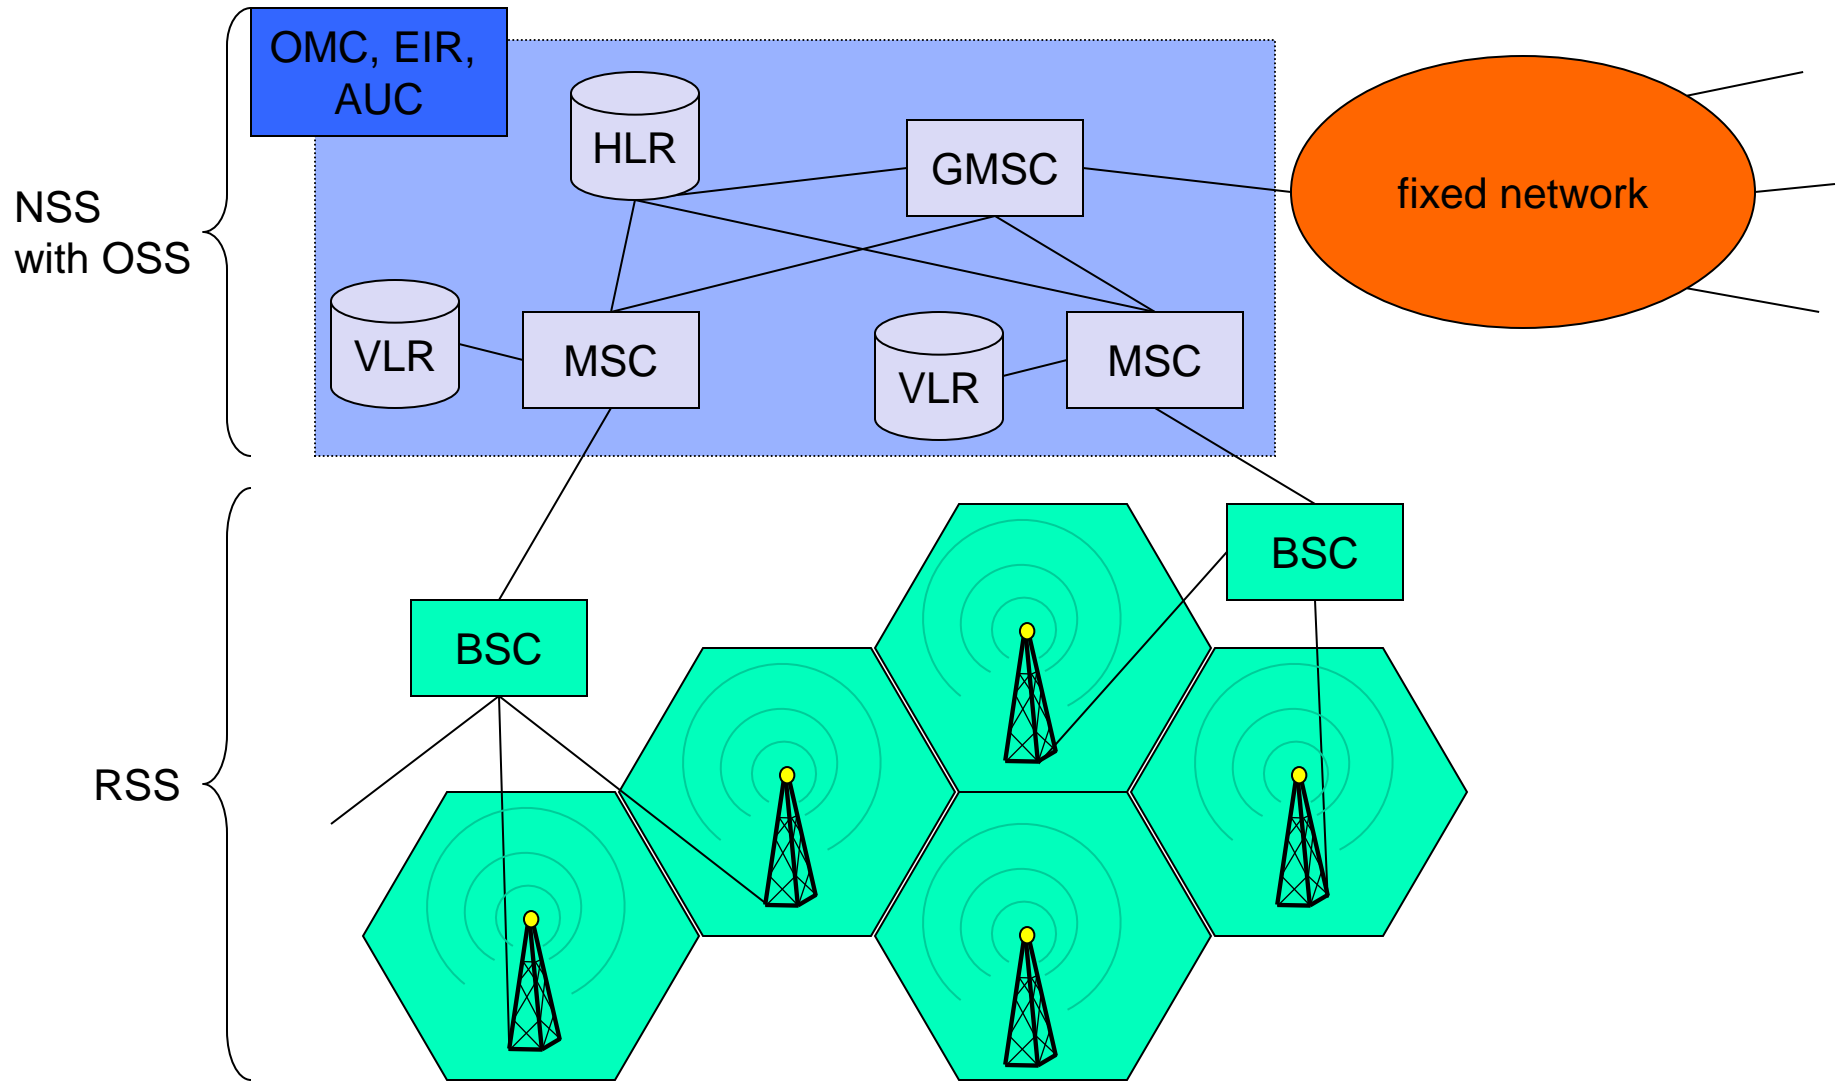 OMC, EIR,
AUC
HLR
GMSC
fixed network
NSS
with OSS
VLR
MSC
VLR
MSC
BSC
BSC
RSS